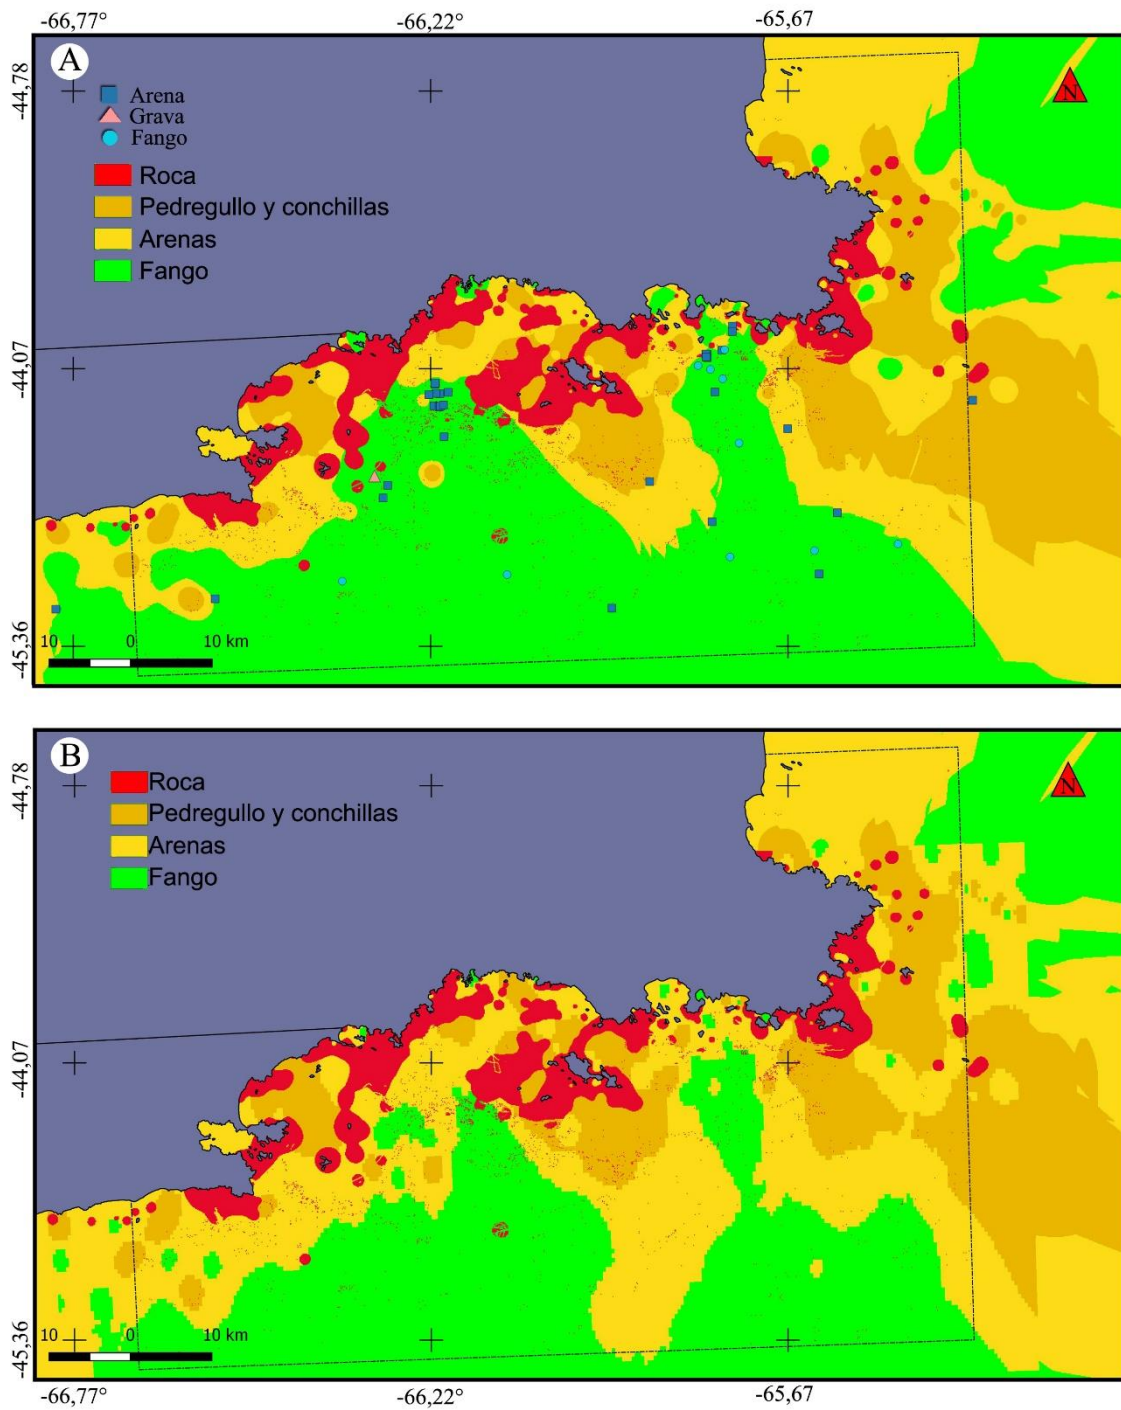 -66,77° -66,22° -65,67
A
N
-44,78
Arena
Grava
Fango
Roca
Pedregullo y conchillas
Arenas
Fango
-44,07
-45,36
10 0 10 km
B
N
-44,78
Roca
Pedregullo y conchillas
Arenas
Fango
-44,07
-45,36
10 0 10 km
-66,77° -66,22° -65,67